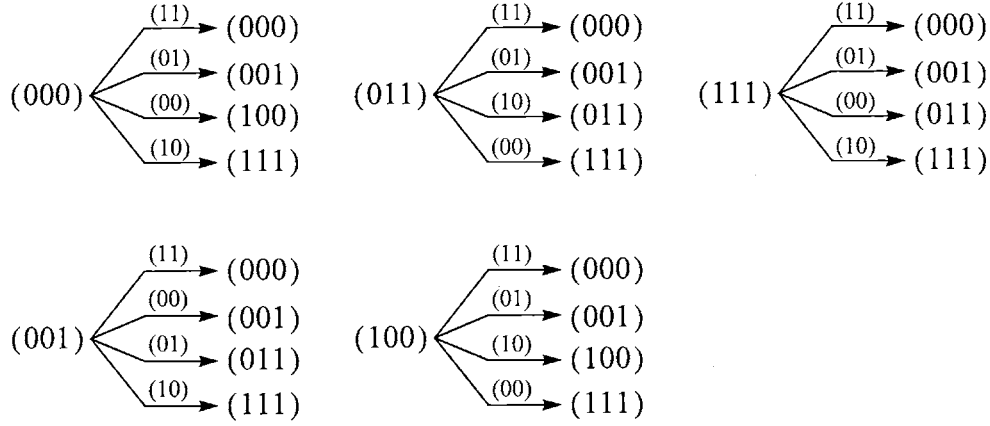 (11) (000) (11) (000) (11) (000)
(01) (001) (01) (001) (01) (001)
(000) (00) (100) (011) (10) (011) (111) (00) (011)
(10) (111) (00) (111) (10) (111)
(11) (000) (11) (000)
(00) (001) (01) (001)
(001) (01) (011) (100) (10) (100)
(10) (111) (00) (111)